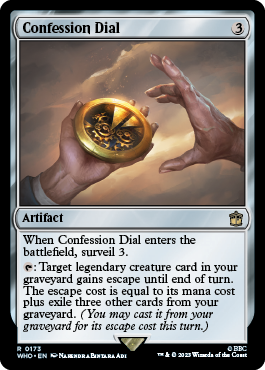 Confession Dial 3
Artifact
When Confession Dial enters the
battlefield, surveil 3.
: Target legendary creature card in your
graveyard gains escape until end of turn.
The escape cost is equal to its mana cost
plus exile three other cards from your
graveyard. (You may cast it from your
graveyard for its escape cost this turn.)
R 0173
WHO • EN Nahendra Bintara Adi
© BBC
™ & © 2023 Wizards of the Coast